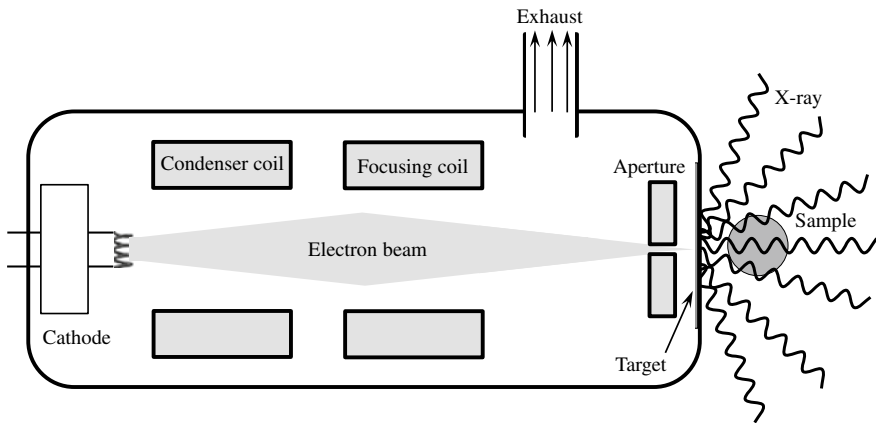 Exhaust
X-ray
Condenser coil
Focusing coil
Aperture
Sample
Electron beam
Cathode
Target